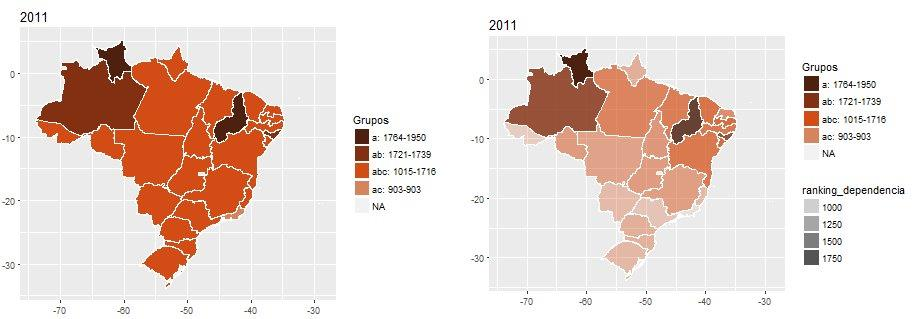 2011
0
-10
-20
-30
-70
-60
-50
-40
-30
Grupos
a: 1764-1950
ab: 1721-1739
abc: 1015-1716
ac: 903-903
NA
2011
0
-10
-20
-30
-70
-60
-50
-40
-30
Grupos
a: 1764-1950
ab: 1721-1739
abc: 1015-1716
ac: 903-903
NA
ranking_dependencia
1000
1250
1500
1750